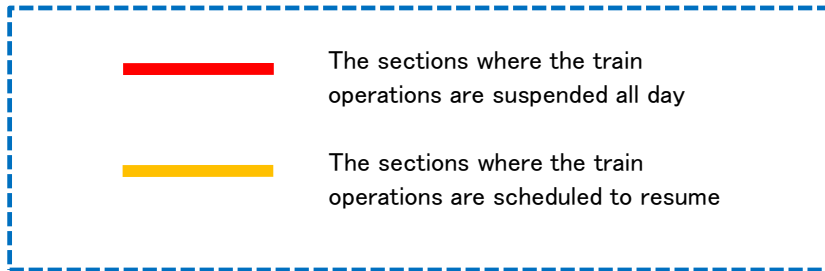 The sections where the train
operations are suspended all day
The sections where the train
operations are scheduled to resume